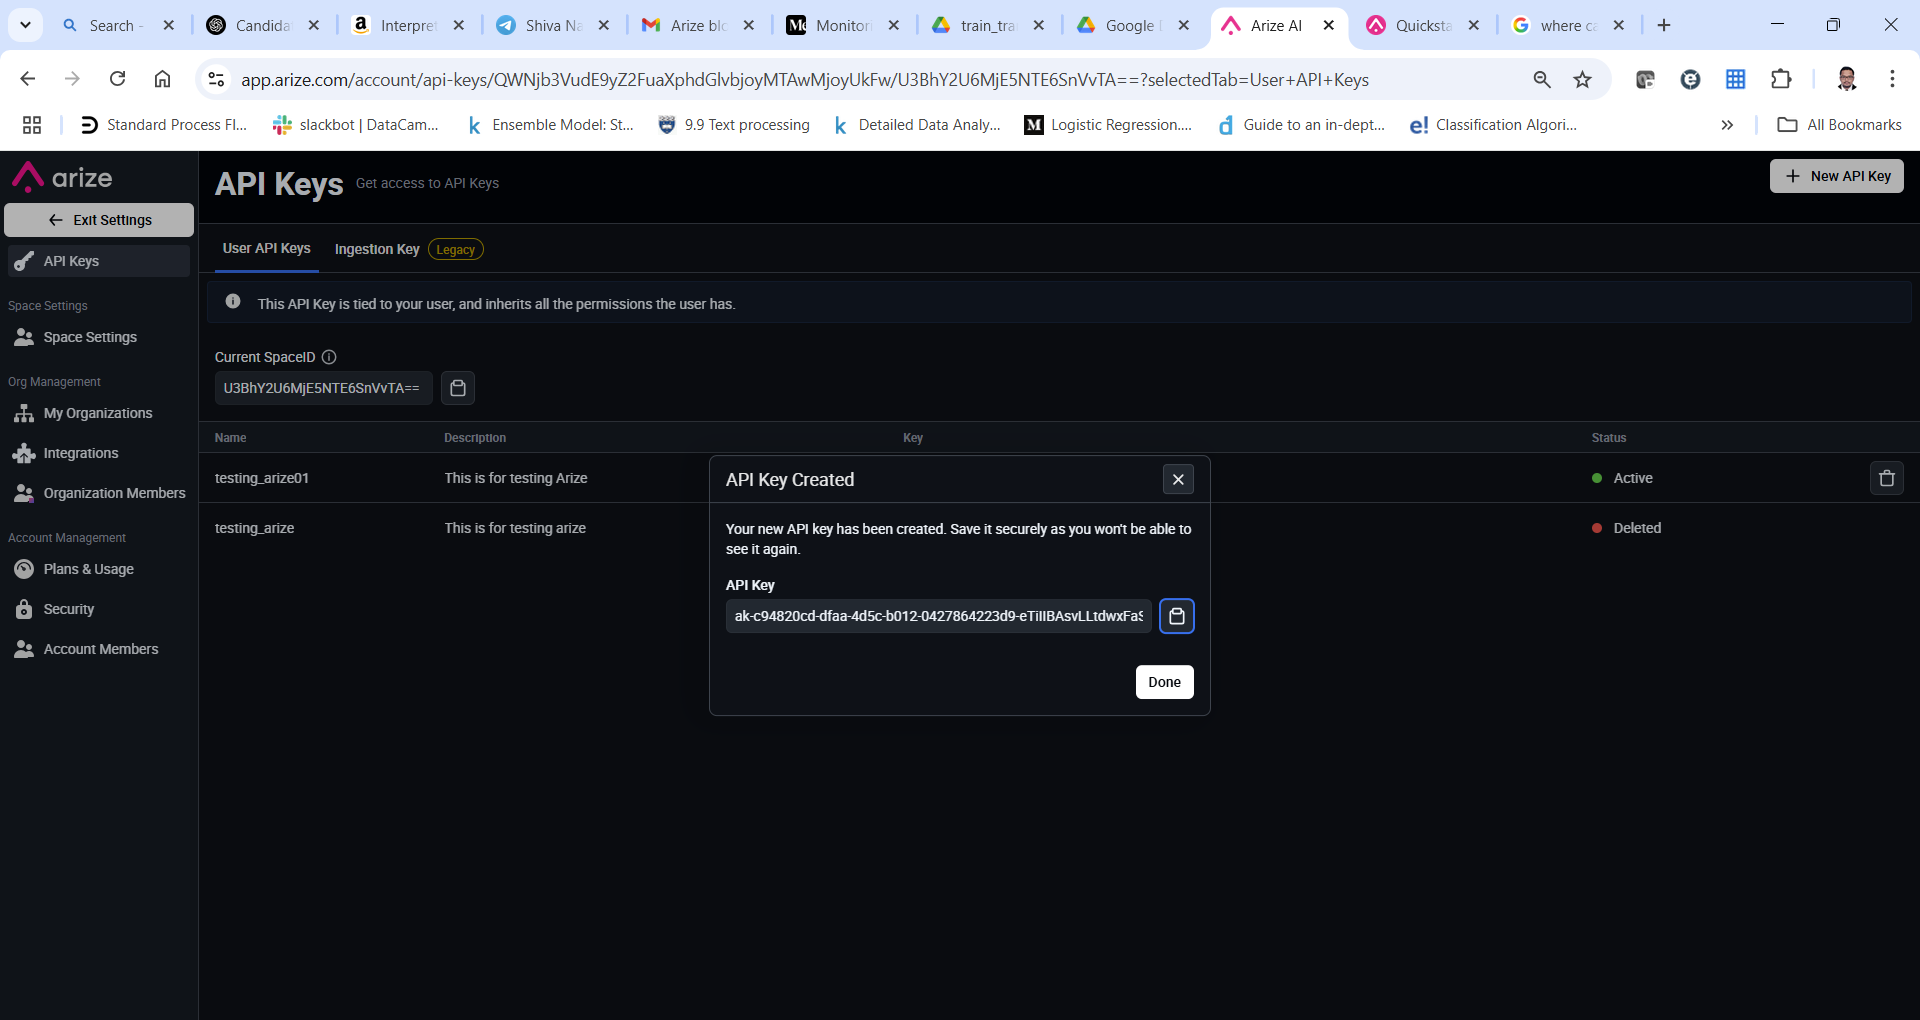 Search -
Candida
Interpret
Shiva Na
Arize blo
Monitori
train_tra
Google D
Arize AI
Quicksta
where ca
app.arize.com/account/api-keys/QWNjb3VudE9yZ2FuaXphdGlvbjoyMTAwMjoyUkFw/U3BhY2U6MjE5NTE6SnVvTA==?selectedTab=User+API+Keys
Standard Process Fl...
slackbot | DataCam...
Ensemble Model: St...
9.9 Text processing
Detailed Data Analy...
Logistic Regression....
Guide to an in-dept...
Classification Algori...
All Bookmarks
arize
Exit Settings
API Keys
Space Settings
Space Settings
Org Management
My Organizations
Integrations
Organization Members
Account Management
Plans & Usage
Security
Account Members
API Keys Get access to API Keys
New API Key
User API Keys
Ingestion Key Legacy
This API Key is tied to your user, and inherits all the permissions the user has.
Current SpaceID
U3BhY2U6MjE5NTE6SnVvTA==
Name Description Key Status
testing_arize01 This is for testing Arize Active
testing_arize This is for testing arize Deleted
API Key Created
Your new API key has been created. Save it securely as you won't be able to
see it again.
API Key
ak-c94820cd-dfaa-4d5c-b012-0427864223d9-eTiIIBAsvLLtdwxFaS
Done